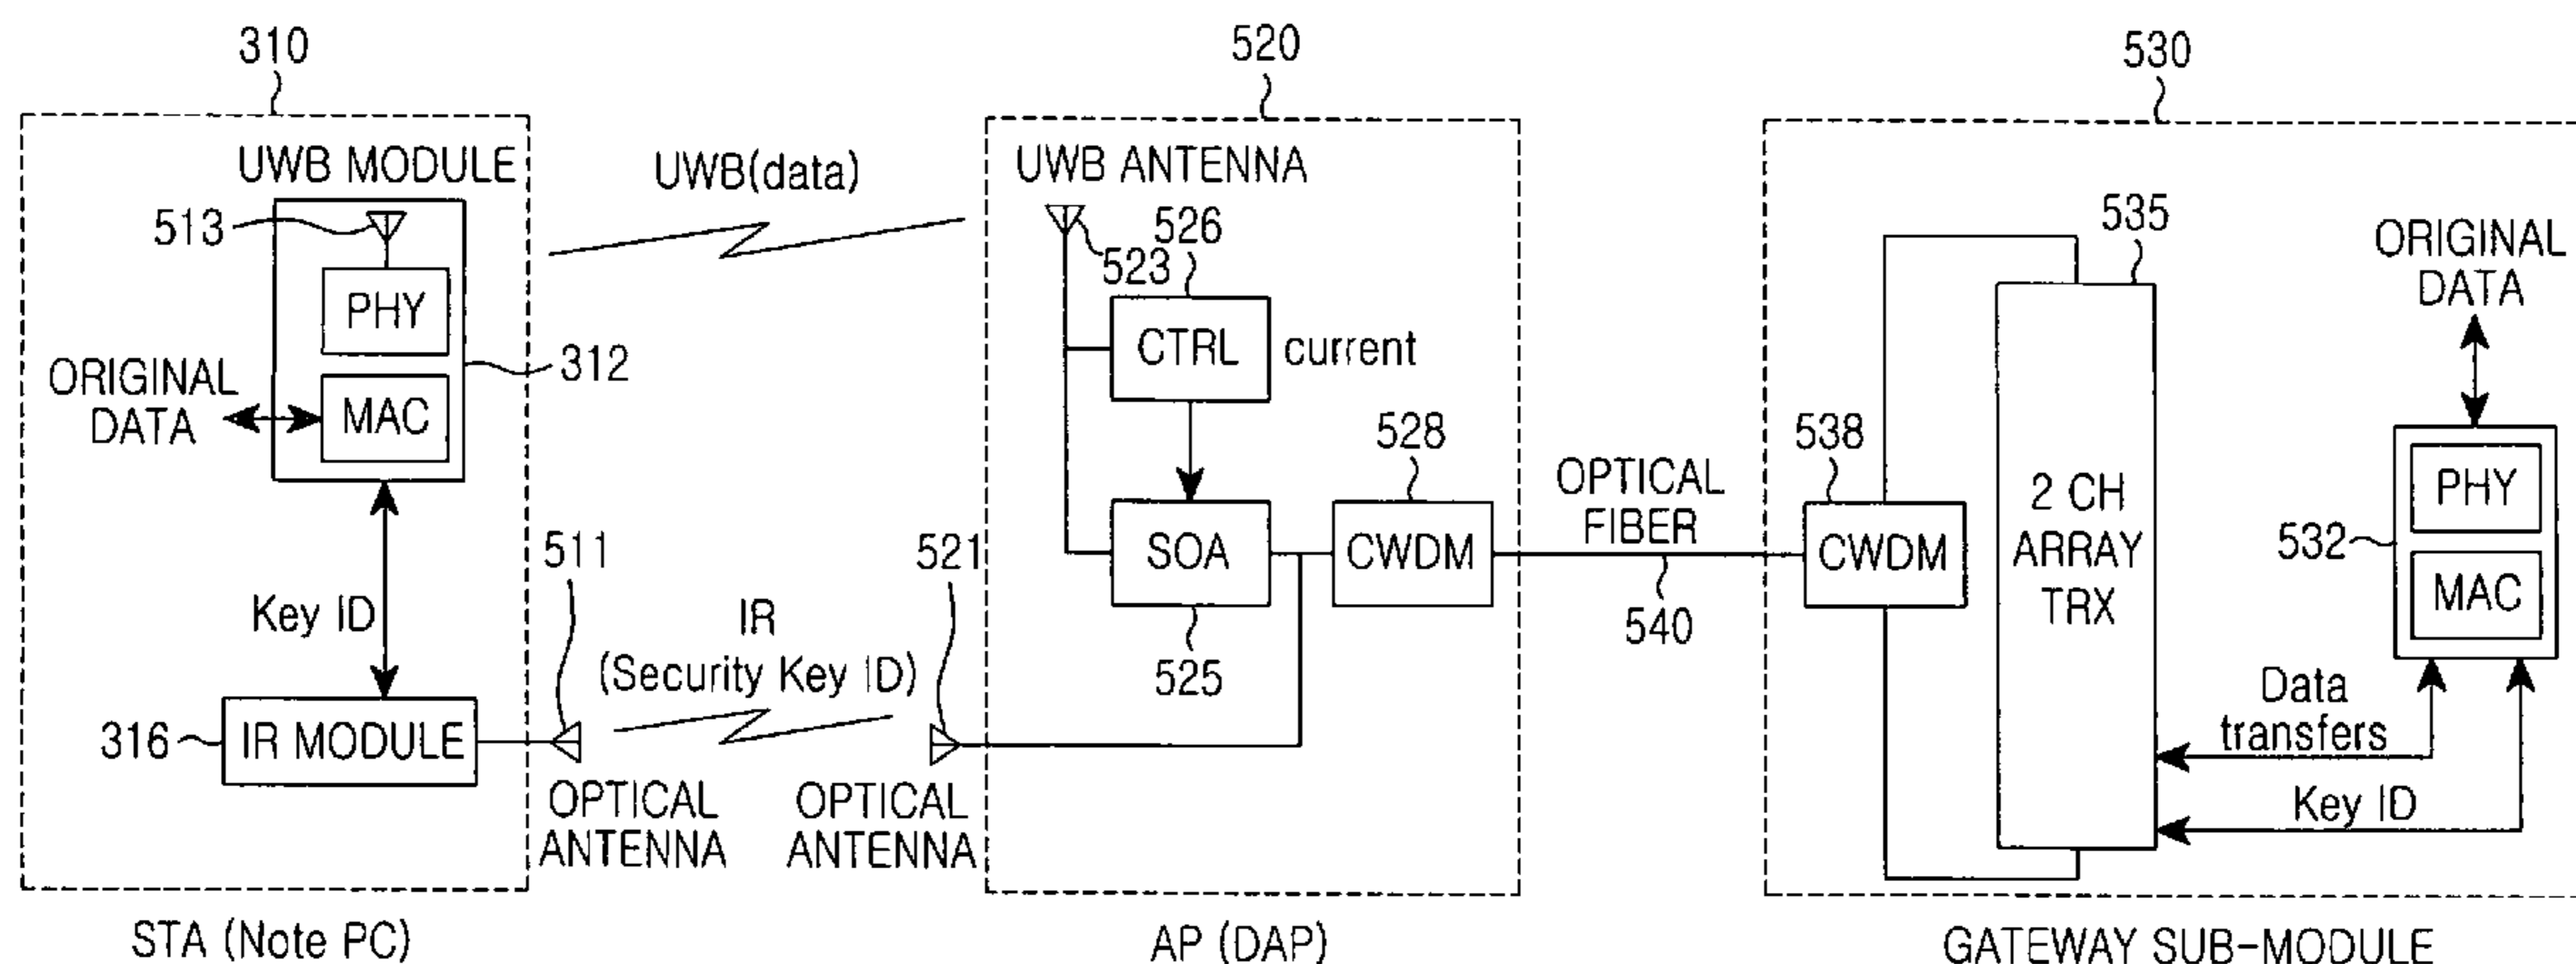 310
520
530
UWB MODULE
513
PHY
MAC
312
ORIGINAL
DATA
Key ID
316
IR MODULE
511
OPTICAL
ANTENNA
STA (Note PC)
UWB(data)
IR
(Security Key ID)
521
OPTICAL
ANTENNA
UWB ANTENNA
526
523
CTRL
current
SOA
525
528
CWDM
AP (DAP)
OPTICAL
FIBER
540
538
CWDM
535
2 CH
ARRAY
TRX
ORIGINAL
DATA
532
PHY
MAC
Data
transfers
Key ID
GATEWAY SUB-MODULE